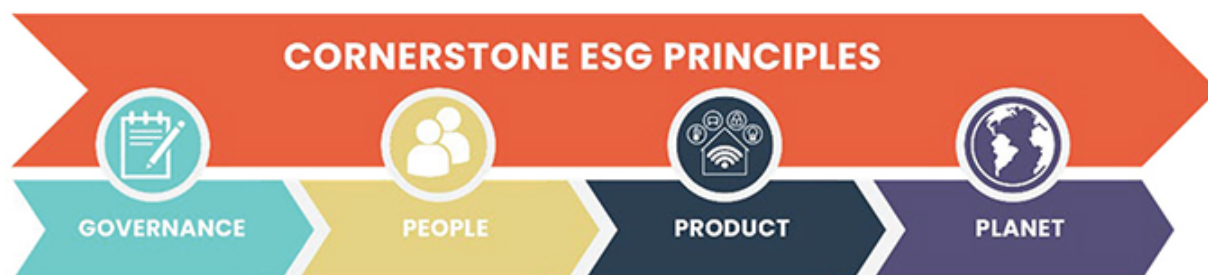 CORNERSTONE ESG PRINCIPLES
GOVERNANCE
PEOPLE
PRODUCT
PLANET